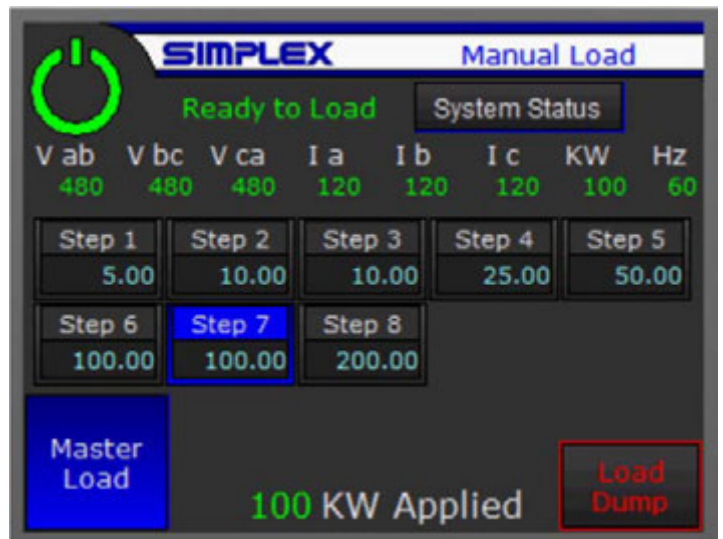 SIMPLEX Manual Load
Ready to Load System Status
V ab V bc V ca I a I b I c KW Hz
480 480 480 120 120 120 100 60
Step 1 Step 2 Step 3 Step 4 Step 5
5.00 10.00 10.00 25.00 50.00
Step 6 Step 7 Step 8
100.00 100.00 200.00
Master
Load
100 KW Applied
Load
Dump